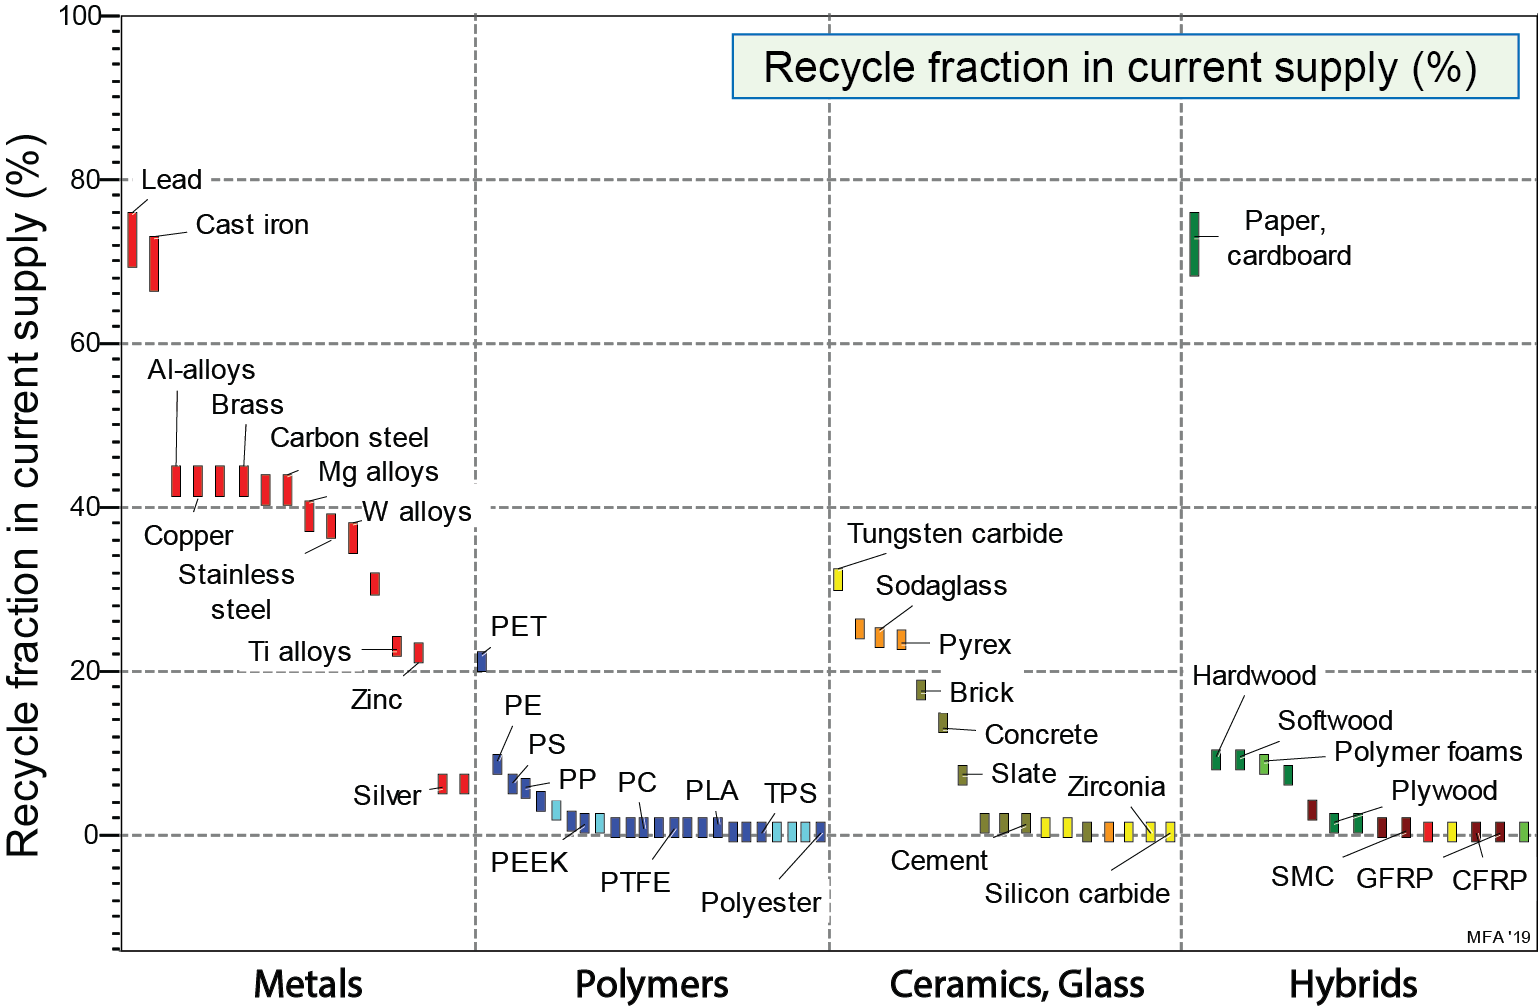 Recycle fraction in current supply (%)
Recycle fraction in current supply (%)
100
80
60
40
20
0
Lead
Cast iron
Al-alloys
Brass
Carbon steel
Mg alloys
W alloys
Copper
Stainless
steel
Ti alloys
Zinc
Silver
PET
PE
PS
PP
PC
PLA
TPS
PEEK
PTFE
Polyester
Tungsten carbide
Sodaglass
Pyrex
Brick
Concrete
Slate
Zirconia
Cement
Silicon carbide
Paper,
cardboard
Hardwood
Softwood
Polymer foams
Plywood
SMC
GFRP
CFRP
MFA '19
Metals
Polymers
Ceramics, Glass
Hybrids